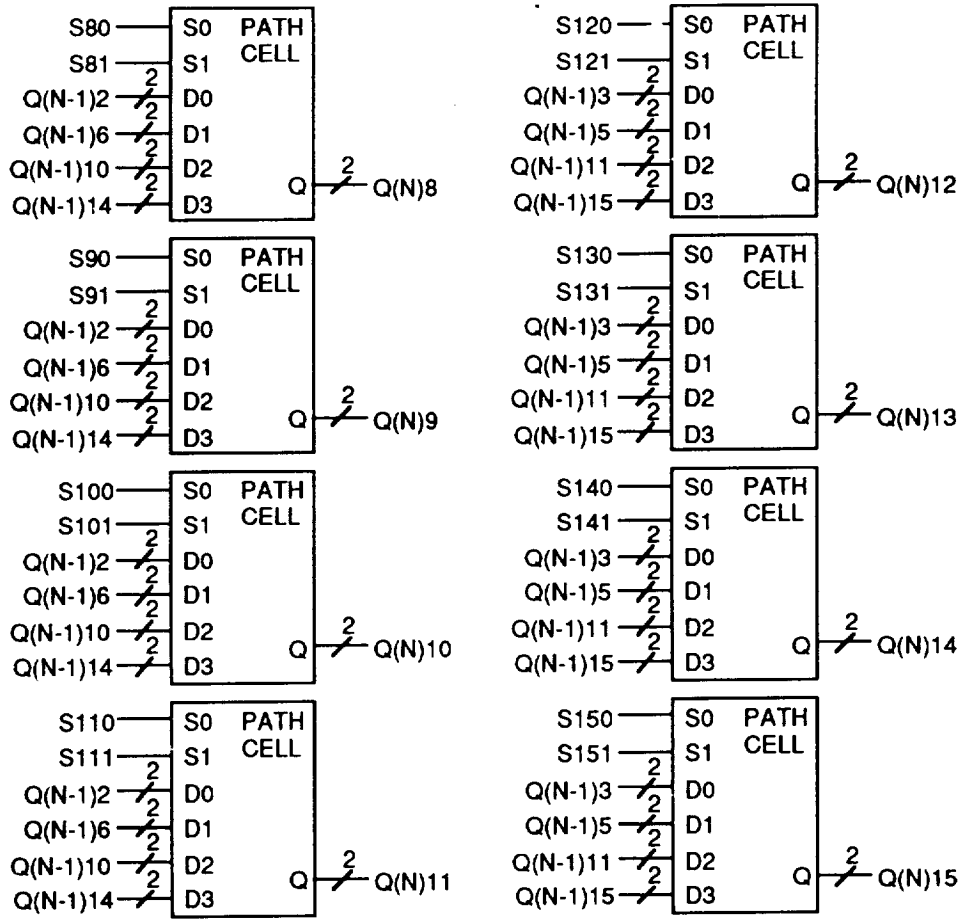 S80 S0 PATH
S81 S1 CELL
Q(N-1)2 2 D0
Q(N-1)6 2 D1
Q(N-1)10 2 D2
Q 2 Q(N)8
Q(N-1)14 2 D3
S90 S0 PATH
S91 S1 CELL
Q(N-1)2 2 D0
Q(N-1)6 2 D1
Q(N-1)10 2 D2
Q 2 Q(N)9
Q(N-1)14 2 D3
S100 S0 PATH
S101 S1 CELL
Q(N-1)2 2 D0
Q(N-1)6 2 D1
Q(N-1)10 2 D2
Q 2 Q(N)10
Q(N-1)14 2 D3
S110 S0 PATH
S111 S1 CELL
Q(N-1)2 2 D0
Q(N-1)6 2 D1
Q(N-1)10 2 D2
Q 2 Q(N)11
Q(N-1)14 2 D3
S120 S0 PATH
S121 S1 CELL
Q(N-1)3 2 D0
Q(N-1)5 2 D1
Q(N-1)11 2 D2
Q 2 Q(N)12
Q(N-1)15 2 D3
S130 S0 PATH
S131 S1 CELL
Q(N-1)3 2 D0
Q(N-1)5 2 D1
Q(N-1)11 2 D2
Q 2 Q(N)13
Q(N-1)15 2 D3
S140 S0 PATH
S141 S1 CELL
Q(N-1)3 2 D0
Q(N-1)5 2 D1
Q(N-1)11 2 D2
Q 2 Q(N)14
Q(N-1)15 2 D3
S150 S0 PATH
S151 S1 CELL
Q(N-1)3 2 D0
Q(N-1)5 2 D1
Q(N-1)11 2 D2
Q 2 Q(N)15
Q(N-1)15 2 D3